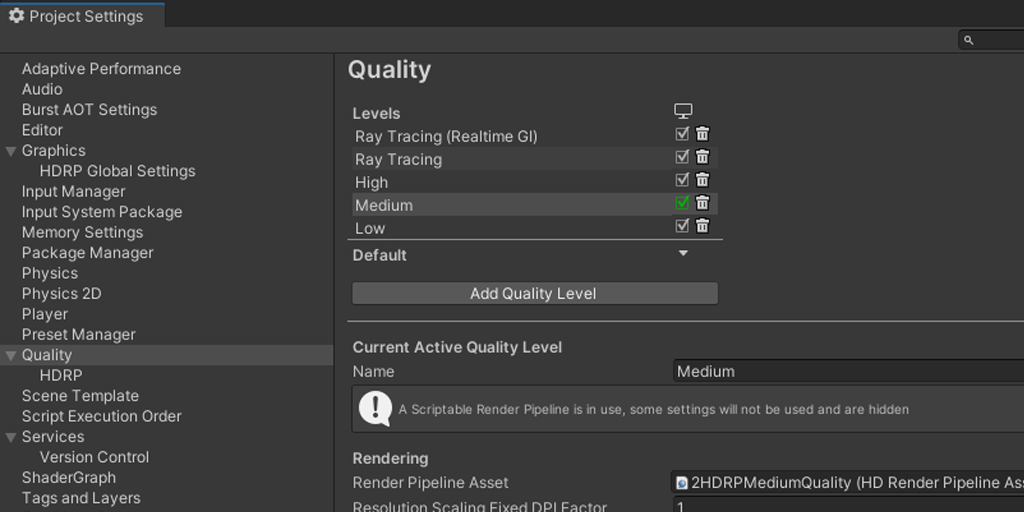 Project Settings
Adaptive Performance
Audio
Burst AOT Settings
Editor
Graphics
HDRP Global Settings
Input Manager
Input System Package
Memory Settings
Package Manager
Physics
Physics 2D
Player
Preset Manager
Quality
HDRP
Scene Template
Script Execution Order
Services
Version Control
ShaderGraph
Tags and Layers
Quality
Levels
Ray Tracing (Realtime GI)
Ray Tracing
High
Medium
Low
Default
Add Quality Level
Current Active Quality Level
Name Medium
A Scriptable Render Pipeline is in use, some settings will not be used and are hidden
Rendering
Render Pipeline Asset 2HDRPMediumQuality (HD Render Pipeline Ass
Resolution Scaling Fixed DPI Factor 1